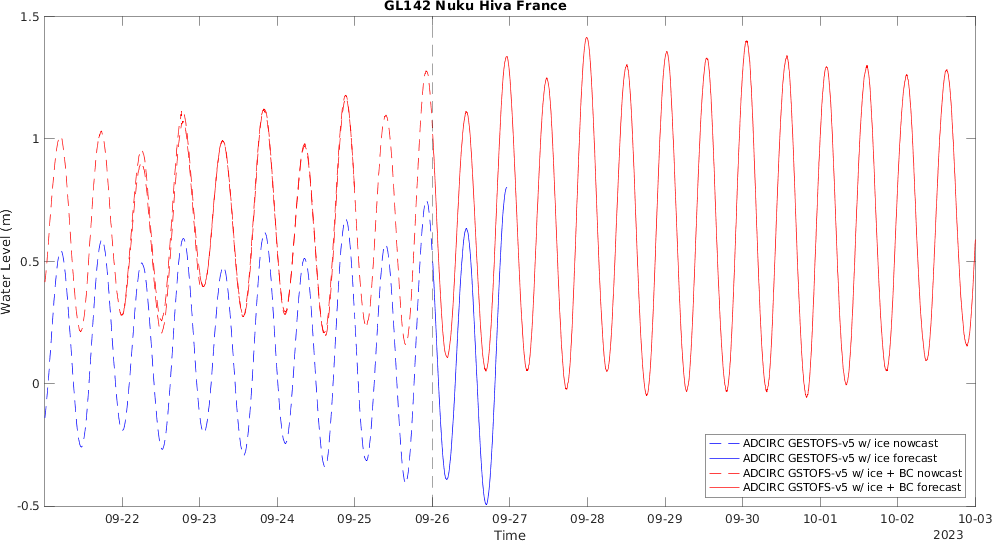 GL142 Nuku Hiva France
Water Level (m)
1.5
1
0.5
0
-0.5
ADCIRC GESTOFS-v5 w/ ice nowcast
ADCIRC GESTOFS-v5 w/ ice forecast
ADCIRC GSTOFS-v5 w/ ice + BC nowcast
ADCIRC GSTOFS-v5 w/ ice + BC forecast
09-22 09-23 09-24 09-25 09-26 09-27 09-28 09-29 09-30 10-01 10-02 10-03
Time
2023